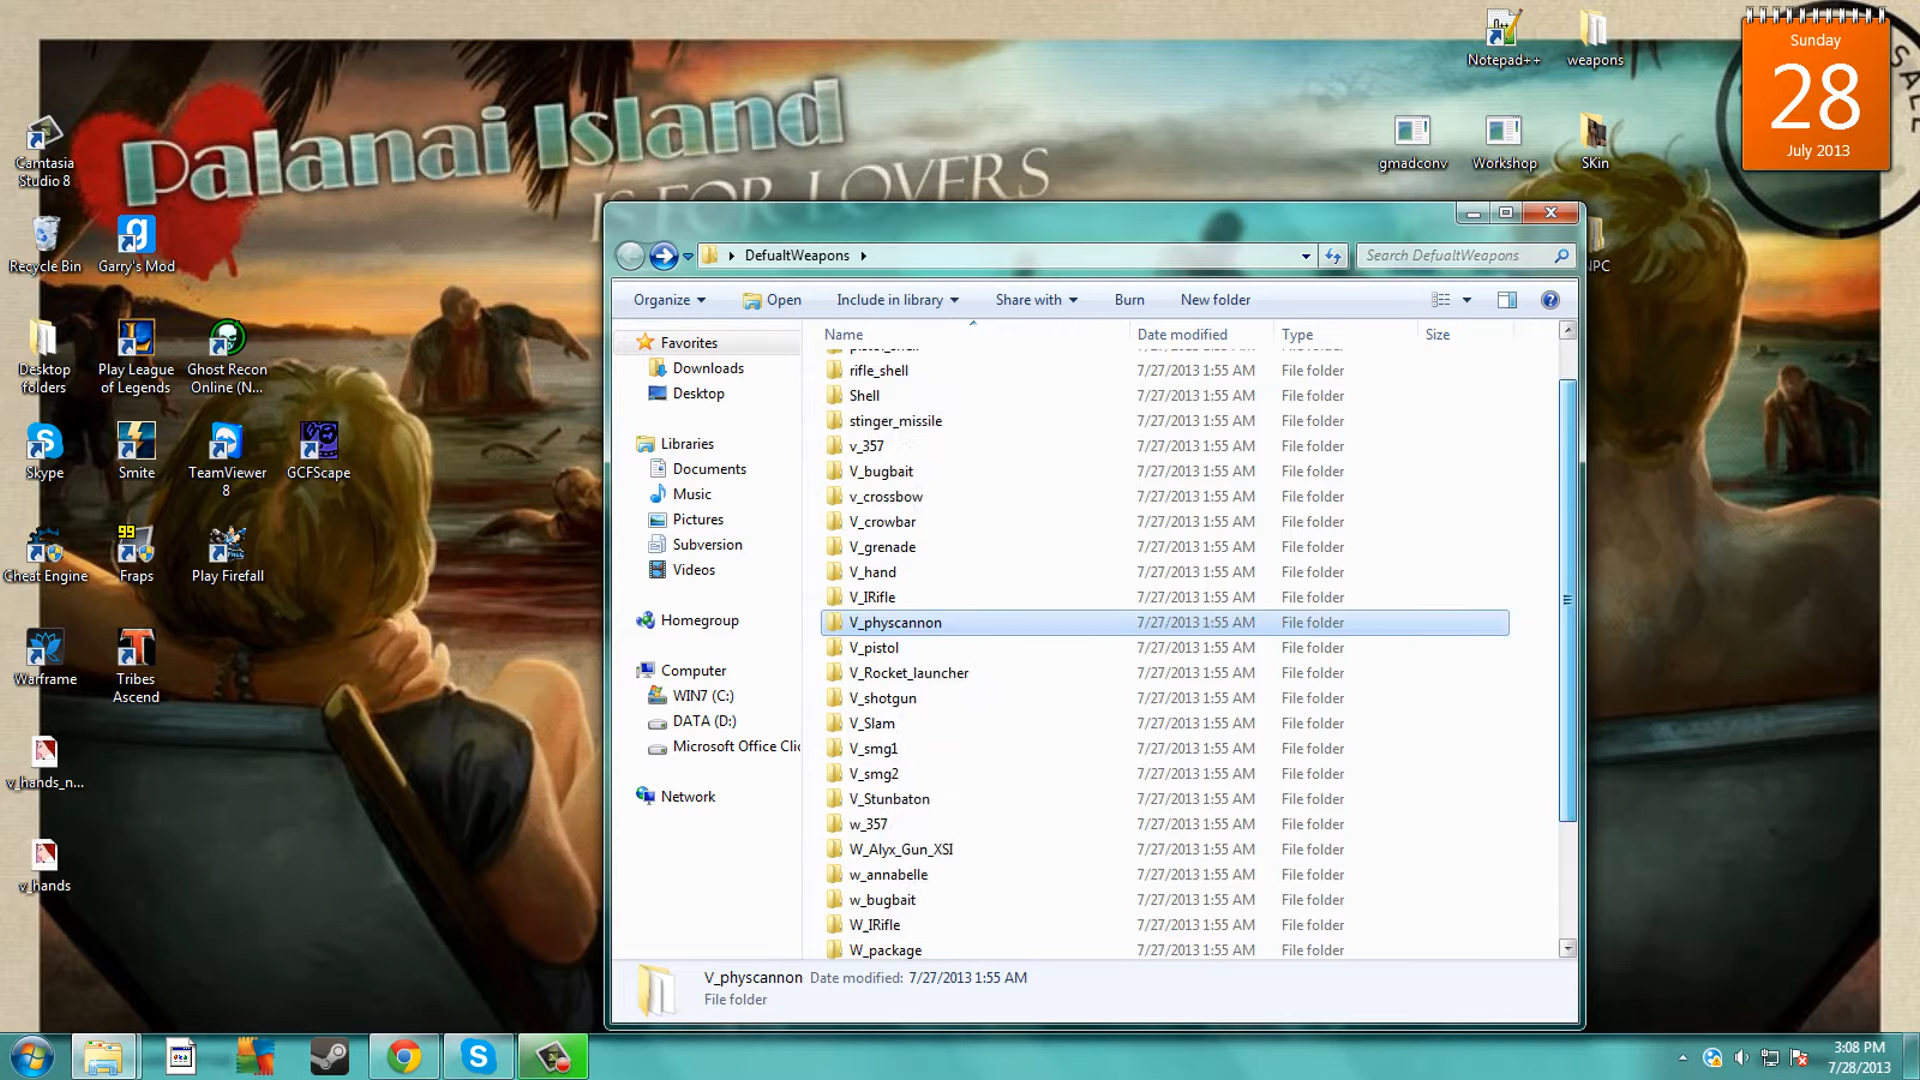 Palanai Island
IS FOR LOVERS
Notepad++
weapons
Sunday
28
July 2013
gmadconv
Workshop
SKin
Camtasia
Studio 8
Recycle Bin
Garry's Mod
Desktop
folders
Play League
of Legends
Ghost Recon
Online (N...
Skype
Smite
TeamViewer
8
GCFScape
Cheat Engine
99
Fraps
Play Firefall
Warframe
Tribes
Ascend
v_hands_n...
v_hands
DefualtWeapons
Search DefualtWeapons
Organize
Open
Include in library
Share with
Burn
New folder
Favorites
Downloads
Desktop
Libraries
Documents
Music
Pictures
Subversion
Videos
Homegroup
Computer
WIN7 (C:)
DATA (D:)
Microsoft Office Clic
Network
Name Date modified Type Size
rifle_shell 7/27/2013 1:55 AM File folder
Shell 7/27/2013 1:55 AM File folder
stinger_missile 7/27/2013 1:55 AM File folder
v_357 7/27/2013 1:55 AM File folder
V_bugbait 7/27/2013 1:55 AM File folder
v_crossbow 7/27/2013 1:55 AM File folder
V_crowbar 7/27/2013 1:55 AM File folder
V_grenade 7/27/2013 1:55 AM File folder
V_hand 7/27/2013 1:55 AM File folder
V_IRifle 7/27/2013 1:55 AM File folder
V_physcannon 7/27/2013 1:55 AM File folder
V_pistol 7/27/2013 1:55 AM File folder
V_Rocket_launcher 7/27/2013 1:55 AM File folder
V_shotgun 7/27/2013 1:55 AM File folder
V_Slam 7/27/2013 1:55 AM File folder
V_smg1 7/27/2013 1:55 AM File folder
V_smg2 7/27/2013 1:55 AM File folder
V_Stunbaton 7/27/2013 1:55 AM File folder
w_357 7/27/2013 1:55 AM File folder
W_Alyx_Gun_XSI 7/27/2013 1:55 AM File folder
w_annabelle 7/27/2013 1:55 AM File folder
w_bugbait 7/27/2013 1:55 AM File folder
W_IRifle 7/27/2013 1:55 AM File folder
W_package 7/27/2013 1:55 AM File folder
V_physcannon Date modified: 7/27/2013 1:55 AM
File folder
3:08 PM
7/28/2013